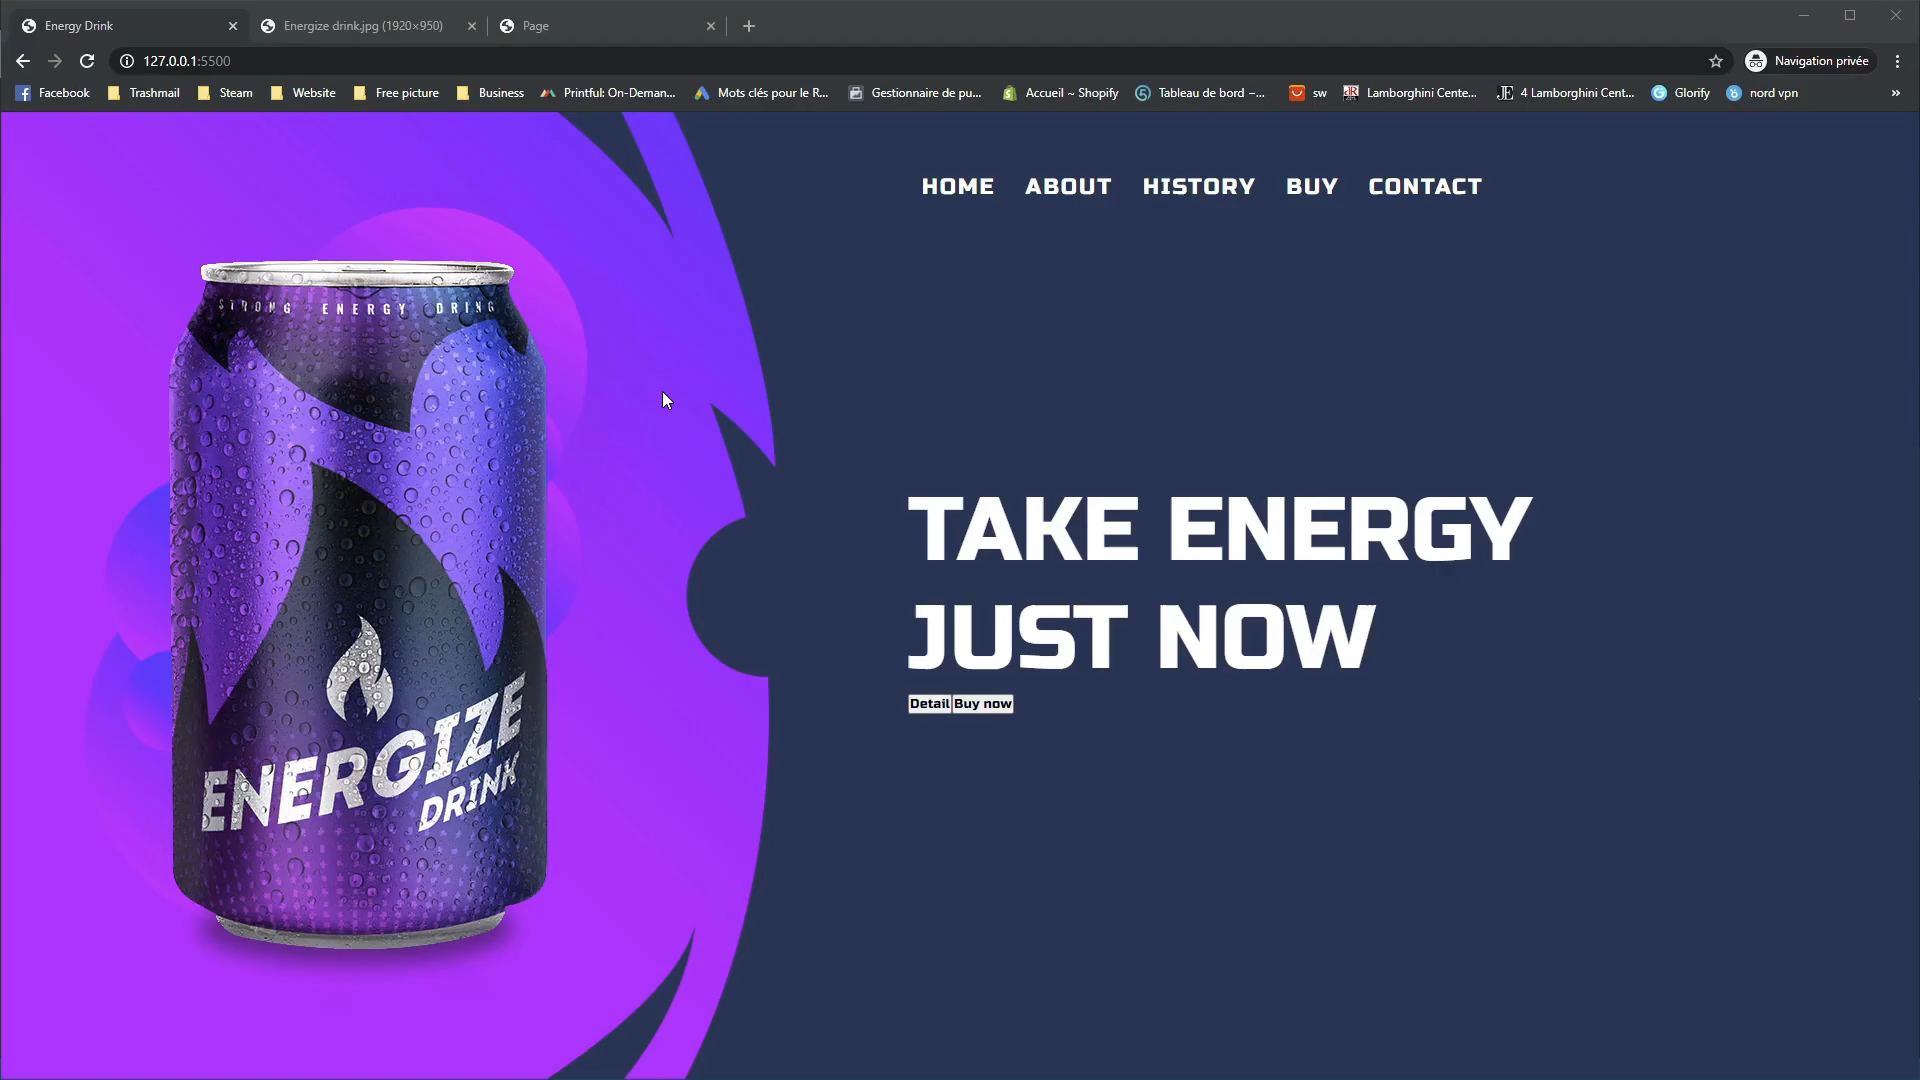 Energy Drink
Energize drink.jpg (1920×950)
Page
127.0.0.1:5500
Navigation privée
Facebook
Trashmail
Steam
Website
Free picture
Business
Printful: On-Deman...
Mots clés pour le R...
Gestionnaire de pu...
Accueil ~ Shopify
Tableau de bord –...
sw
Lamborghini Cente...
4 Lamborghini Cent...
Glorify
nord vpn
HOME ABOUT HISTORY BUY CONTACT
STRONG ENERGY DRING
TAKE ENERGY
JUST NOW
Detail Buy now
ENERGIZE
DRINK